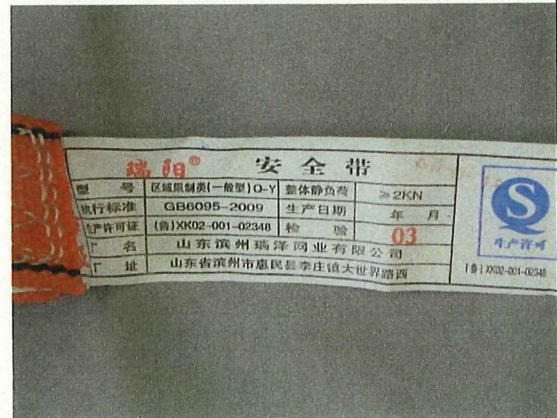 瑞阳® 安全带
型 号 区域限制类(一般型)Q-Y 整体静负荷 ≥2KN
执行标准 GB6095-2009 生产日期 年 月
生产许可证 (鲁)XK02-001-02348 检 验 03
厂 名 山东滨州瑞泽网业有限公司
厂 址 山东省滨州市惠民县李庄镇大世界路西
S
生产许可
(鲁)XK02-001-02348